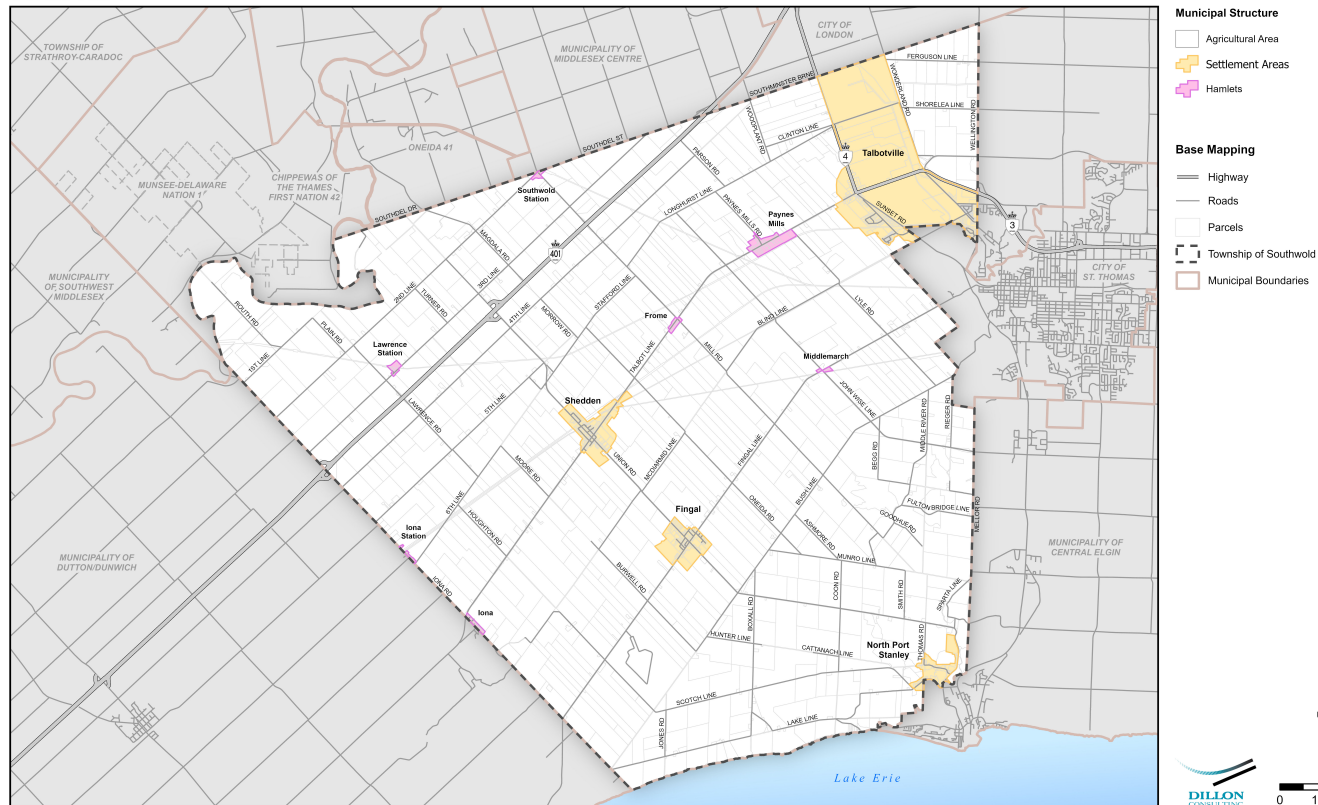 TOWNSHIP OF
STRATHROY-CARADOC
MUNICIPALITY OF
MIDDLESEX CENTRE
CITY OF
LONDON
FERGUSON LINE
SOUTHMINSTER BRNE
WONDERLAND RD
SHORELEA LINE
WELLINGTON RD
WOODPLANT RD
CLINTON LINE
4
Talbotville
ONEIDA 41
SOUTHDEL ST
PARSON RD
MUNSEE-DELAWARE
NATION 1
CHIPPEWAS OF
THE THAMES
FIRST NATION 42
Southwold
Station
LONGHURST LINE
PAYNES MILLS RD
Paynes
Mills
SUNSET RD
3
SOUTHDEL DR
MAGDALA RD
401
CITY OF
ST. THOMAS
MUNICIPALITY
OF SOUTHWEST
MIDDLESEX
3RD LINE
2ND LINE
TURNER RD
4TH LINE
STAFFORD LINE
MORROW RD
LYLE RD
BLIND LINE
ROUTH RD
PLAIN RD
1ST LINE
Lawrence
Station
Frome
TALBOT LINE
MILL RD
Middlemarch
JOHN WISE LINE
LAWRENCE RD
5TH LINE
Shedden
MIDDLE RIVER RD
RIEGER RD
BEGG RD
UNION RD
MCDIARMID LINE
FINGAL LINE
MOORE RD
6TH LINE
BUSH LINE
HOUGHTON RD
ONEIDA RD
Fingal
FULTON BRIDGE LINE
GOODHUE RD
MELLOR RD
ASHMORE RD
Iona
Station
MUNRO LINE
MUNICIPALITY OF
CENTRAL ELGIN
MUNICIPALITY OF
DUTTON/DUNWICH
IONA RD
BURWELL RD
BOXALL RD
COON RD
SMITH RD
SPARTA LINE
Iona
HUNTER LINE
CATTANACH LINE
THOMAS RD
North Port
Stanley
SCOTCH LINE
JONES RD
LAKE LINE
Lake Erie
Municipal Structure
Agricultural Area
Settlement Areas
Hamlets
Base Mapping
Highway
Roads
Parcels
Township of Southwold
Municipal Boundaries
DILLON
CONSULTING
0 1